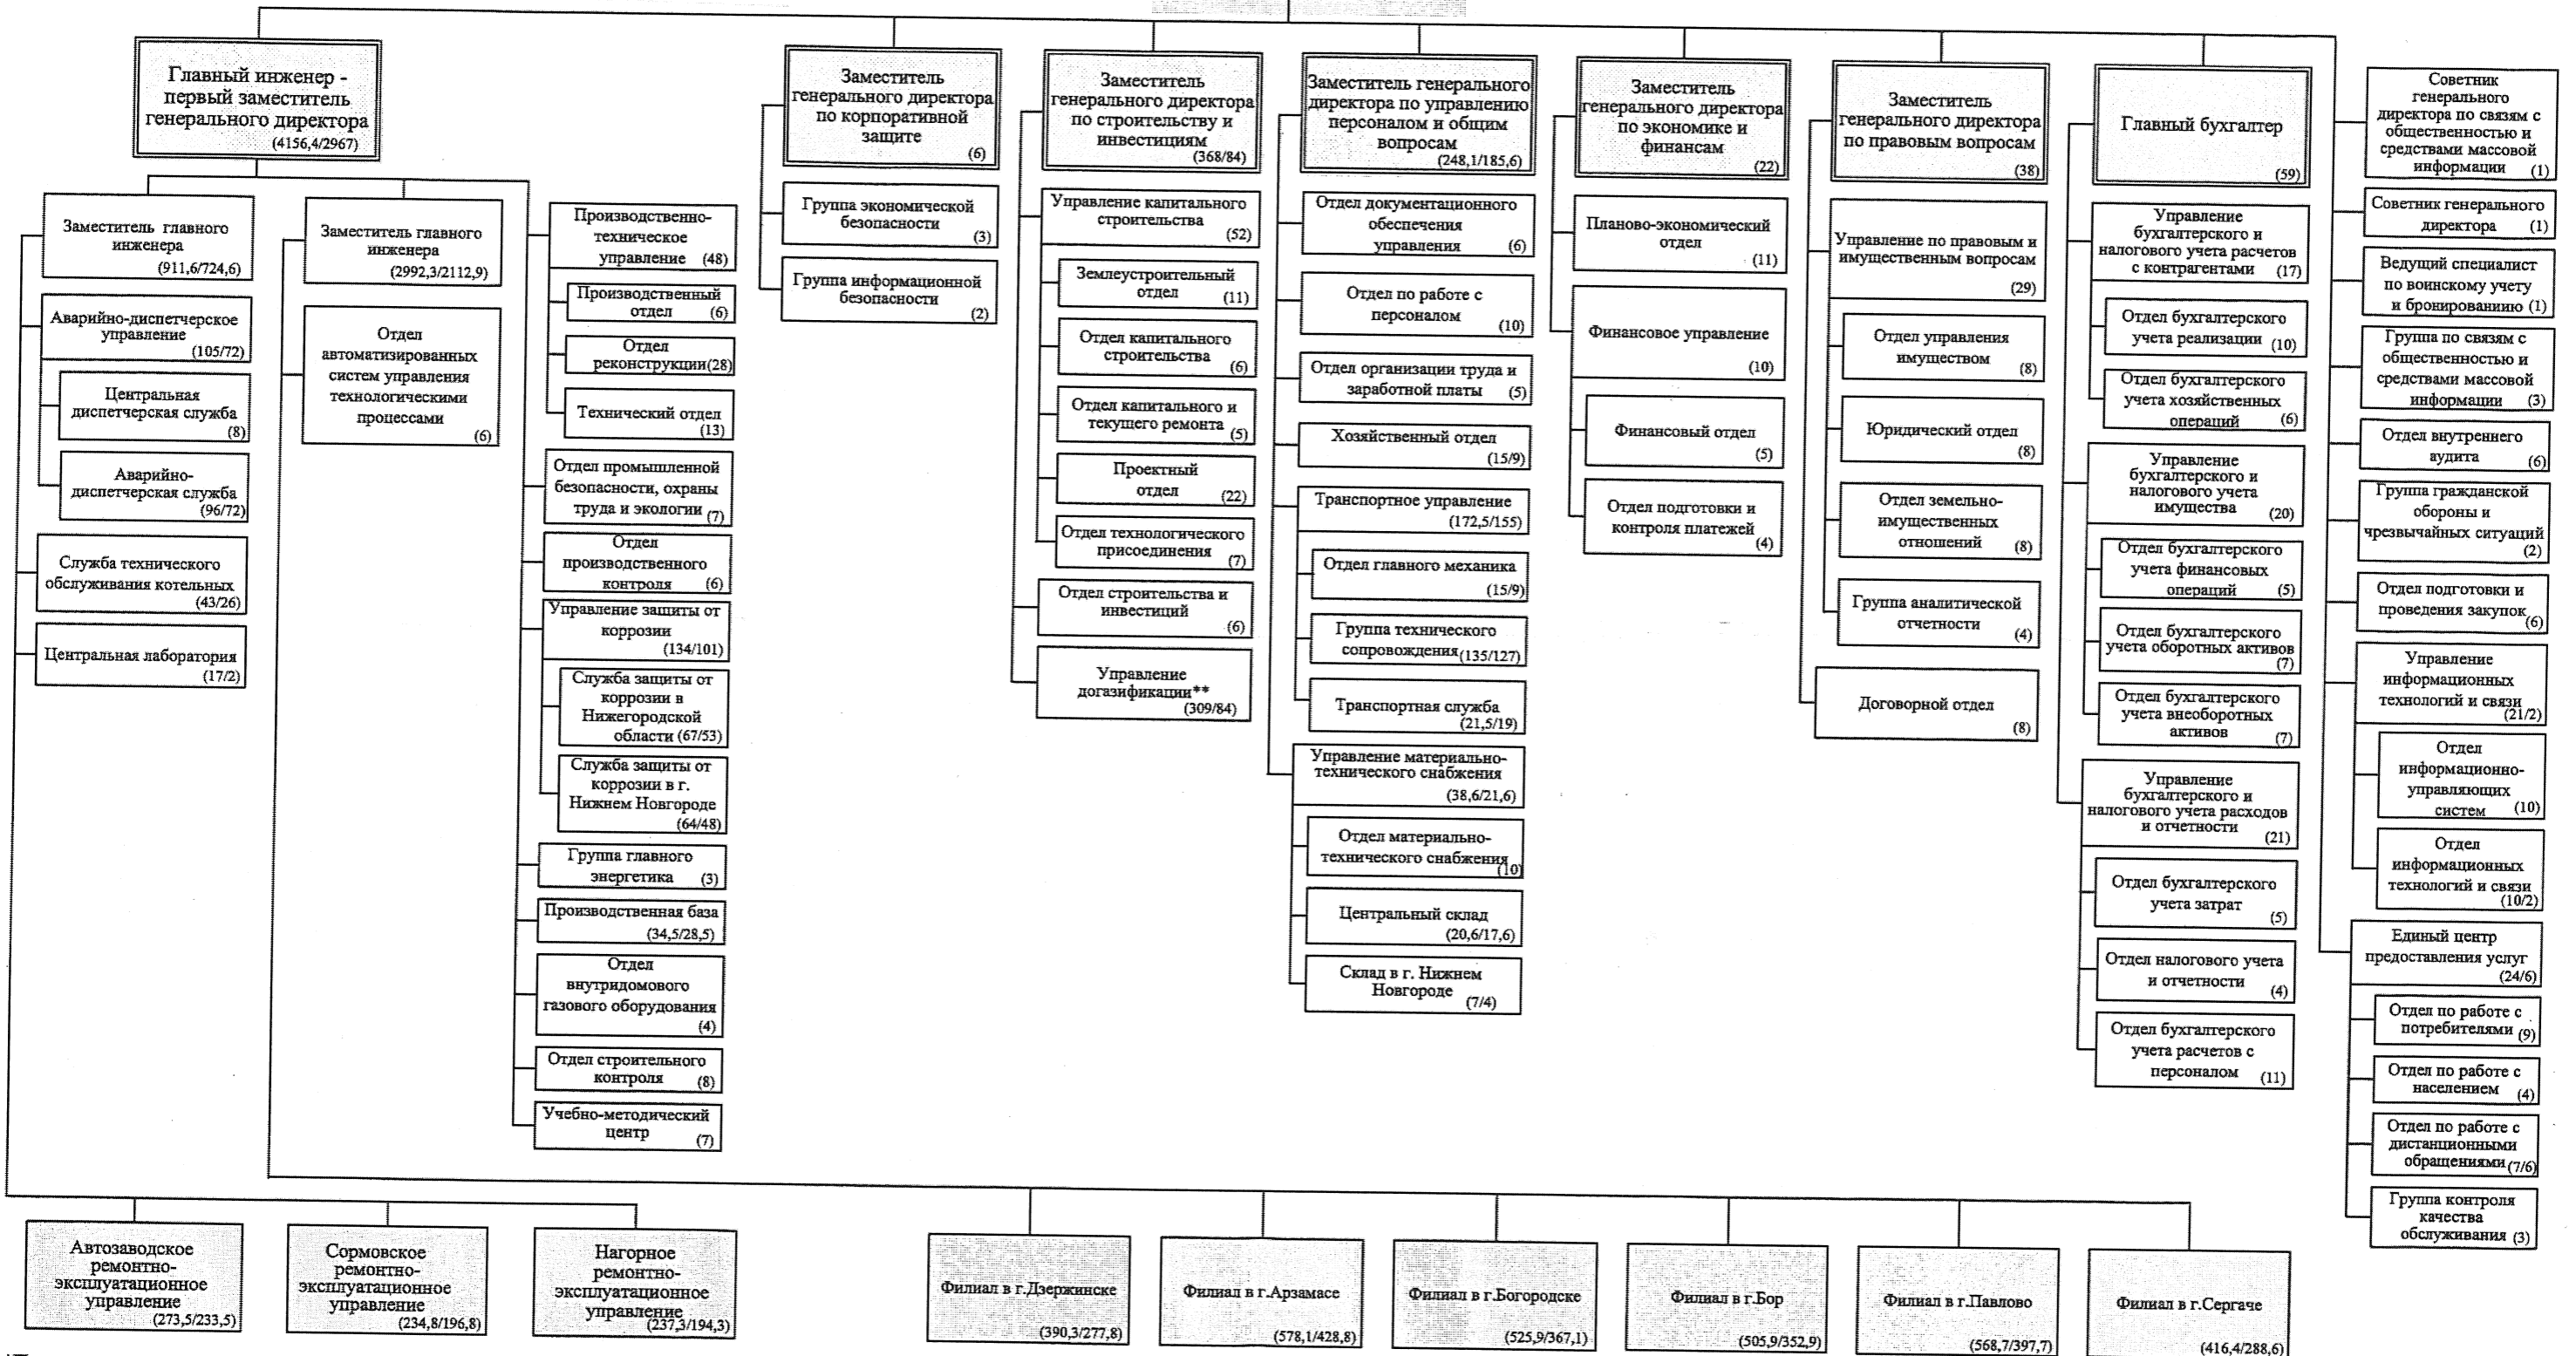 Главный инженер -
первый заместитель
генерального директора
(4156,4/2967)
Заместитель главного
инженера
(911,6/724,6)
Аварийно-диспетчерское
управление
(105/72)
Центральная
диспетчерская служба
(8)
Аварийно-
диспетчерская служба
(96/72)
Служба технического
обслуживания котельных
(43/26)
Центральная лаборатория
(17/2)
Заместитель главного
инженера
(2992,3/2112,9)
Отдел
автоматизированных
систем управления
технологическими
процессами
(6)
Производственно-
техническое
управление (48)
Производственный
отдел (6)
Отдел
реконструкции(28)
Технический отдел
(13)
Отдел промышленной
безопасности, охраны
труда и экологии (7)
Отдел
производственного
контроля (6)
Управление защиты от
коррозии
(134/101)
Служба защиты от
коррозии в
Нижегородской
области (67/53)
Служба защиты от
коррозии в г.
Нижнем Новгороде
(64/48)
Группа главного
энергетика (3)
Производственная база
(34,5/28,5)
Отдел
внутридомового
газового оборудования
(4)
Отдел строительного
контроля (8)
Учебно-методический
центр (7)
Заместитель
генерального директора
по корпоративной
защите
(6)
Группа экономической
безопасности
(3)
Группа информационной
безопасности
(2)
Заместитель
генерального директора
по строительству и
инвестициям
(368/84)
Управление капитального
строительства (52)
Землеустроительный
отдел (11)
Отдел капитального
строительства
(6)
Отдел капитального и
текущего ремонта
(5)
Проектный
отдел (22)
Отдел технологического
присоединения (7)
Отдел строительства и
инвестиций
(6)
Управление
догазификации**
(309/84)
Заместитель генерального
директора по управлению
персоналом и общим
вопросам
(248,1/185,6)
Отдел документационного
обеспечения
управления (6)
Отдел по работе с
персоналом
(10)
Отдел организации труда и
заработной платы (5)
Хозяйственный отдел
(15/9)
Транспортное управление
(172,5/155)
Отдел главного механика
(15/9)
Группа технического
сопровождения(135/127)
Транспортная служба
(21,5/19)
Управление материально-
технического снабжения
(38,6/21,6)
Отдел материально-
технического снабжения
(10)
Центральный склад
(20,6/17,6)
Склад в г. Нижнем
Новгороде
(7/4)
Заместитель
генерального директора
по экономике и
финансам
(22)
Планово-экономический
отдел
(11)
Финансовое управление
(10)
Финансовый отдел
(5)
Отдел подготовки и
контроля платежей
(4)
Заместитель
генерального директора
по правовым вопросам
(38)
Управление по правовым и
имущественным вопросам
(29)
Отдел управления
имуществом
(8)
Юридический отдел
(8)
Отдел земельно-
имущественных
отношений (8)
Группа аналитической
отчетности
(4)
Договорной отдел
(8)
Главный бухгалтер
(59)
Управление
бухгалтерского и
налогового учета расчетов
с контрагентами (17)
Отдел бухгалтерского
учета реализации (10)
Отдел бухгалтерского
учета хозяйственных
операций (6)
Управление
бухгалтерского и
налогового учета
имущества (20)
Отдел бухгалтерского
учета финансовых
операций (5)
Отдел бухгалтерского
учета оборотных активов
(7)
Отдел бухгалтерского
учета внеоборотных
активов (7)
Управление
бухгалтерского и
налогового учета расходов
и отчетности
(21)
Отдел бухгалтерского
учета затрат
(5)
Отдел налогового учета
и отчетности
(4)
Отдел бухгалтерского
учета расчетов с
персоналом (11)
Советник
генерального
директора по связям с
общественностью и
средствами массовой
информации (1)
Советник генерального
директора (1)
Ведущий специалист
по воинскому учету
и бронированиию (1)
Группа по связям с
общественностью и
средствами массовой
информации (3)
Отдел внутреннего
аудита (6)
Группа гражданской
обороны и
чрезвычайных ситуаций
(2)
Отдел подготовки и
проведения закупок
(6)
Управление
информационных
технологий и связи
(21/2)
Отдел
информационно-
управляющих
систем (10)
Отдел
информационных
технологий и связи
(10/2)
Единый центр
предоставления услуг
(24/6)
Отдел по работе с
потребителями (9)
Отдел по работе с
населением (4)
Отдел по работе с
дистанционными
обращениями (7/6)
Группа контроля
качества
обслуживания (3)
Автозаводское
ремонтно-
эксплуатационное
управление
(273,5/233,5)
Сормовское
ремонтно-
эксплуатационное
управление
(234,8/196,8)
Нагорное
ремонтно-
эксплуатационное
управление
(237,3/194,3)
Филиал в г.Дзержинске
(390,3/277,8)
Филиал в г.Арзамасе
(578,1/428,8)
Филиал в г.Богородске
(525,9/367,1)
Филиал в г.Бор
(505,9/352,9)
Филиал в г.Павлово
(568,7/397,7)
Филиал в г.Сергаче
(416,4/288,6)